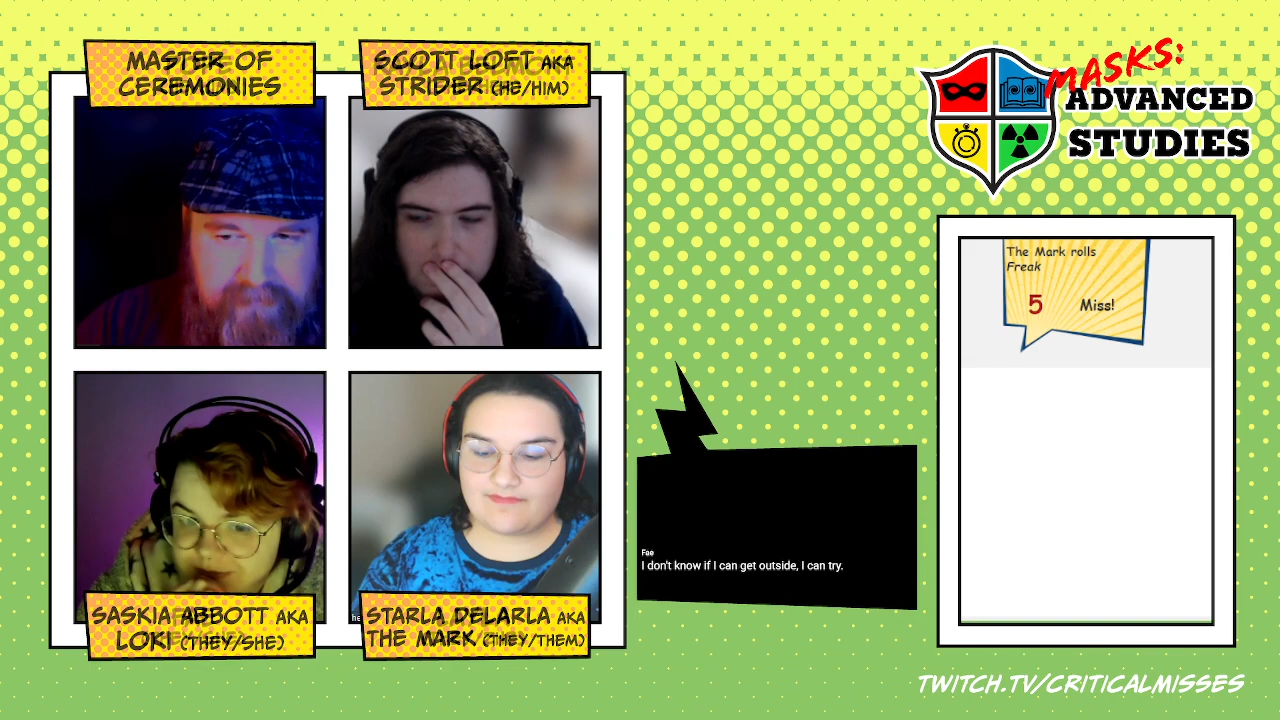 MASTER OF
CEREMONIES
SCOTT LOFT AKA
STRIDER (HE/HIM)
MASKS:
ADVANCED
STUDIES
The Mark rolls
Freak
5 Miss!
Fae
I don't know if I can get outside, I can try.
SASKIA ABBOTT AKA
LOKI (THEY/SHE)
he
STARLA DELARLA AKA
THE MARK (THEY/THEM)
TWITCH.TV/CRITICALMISSES